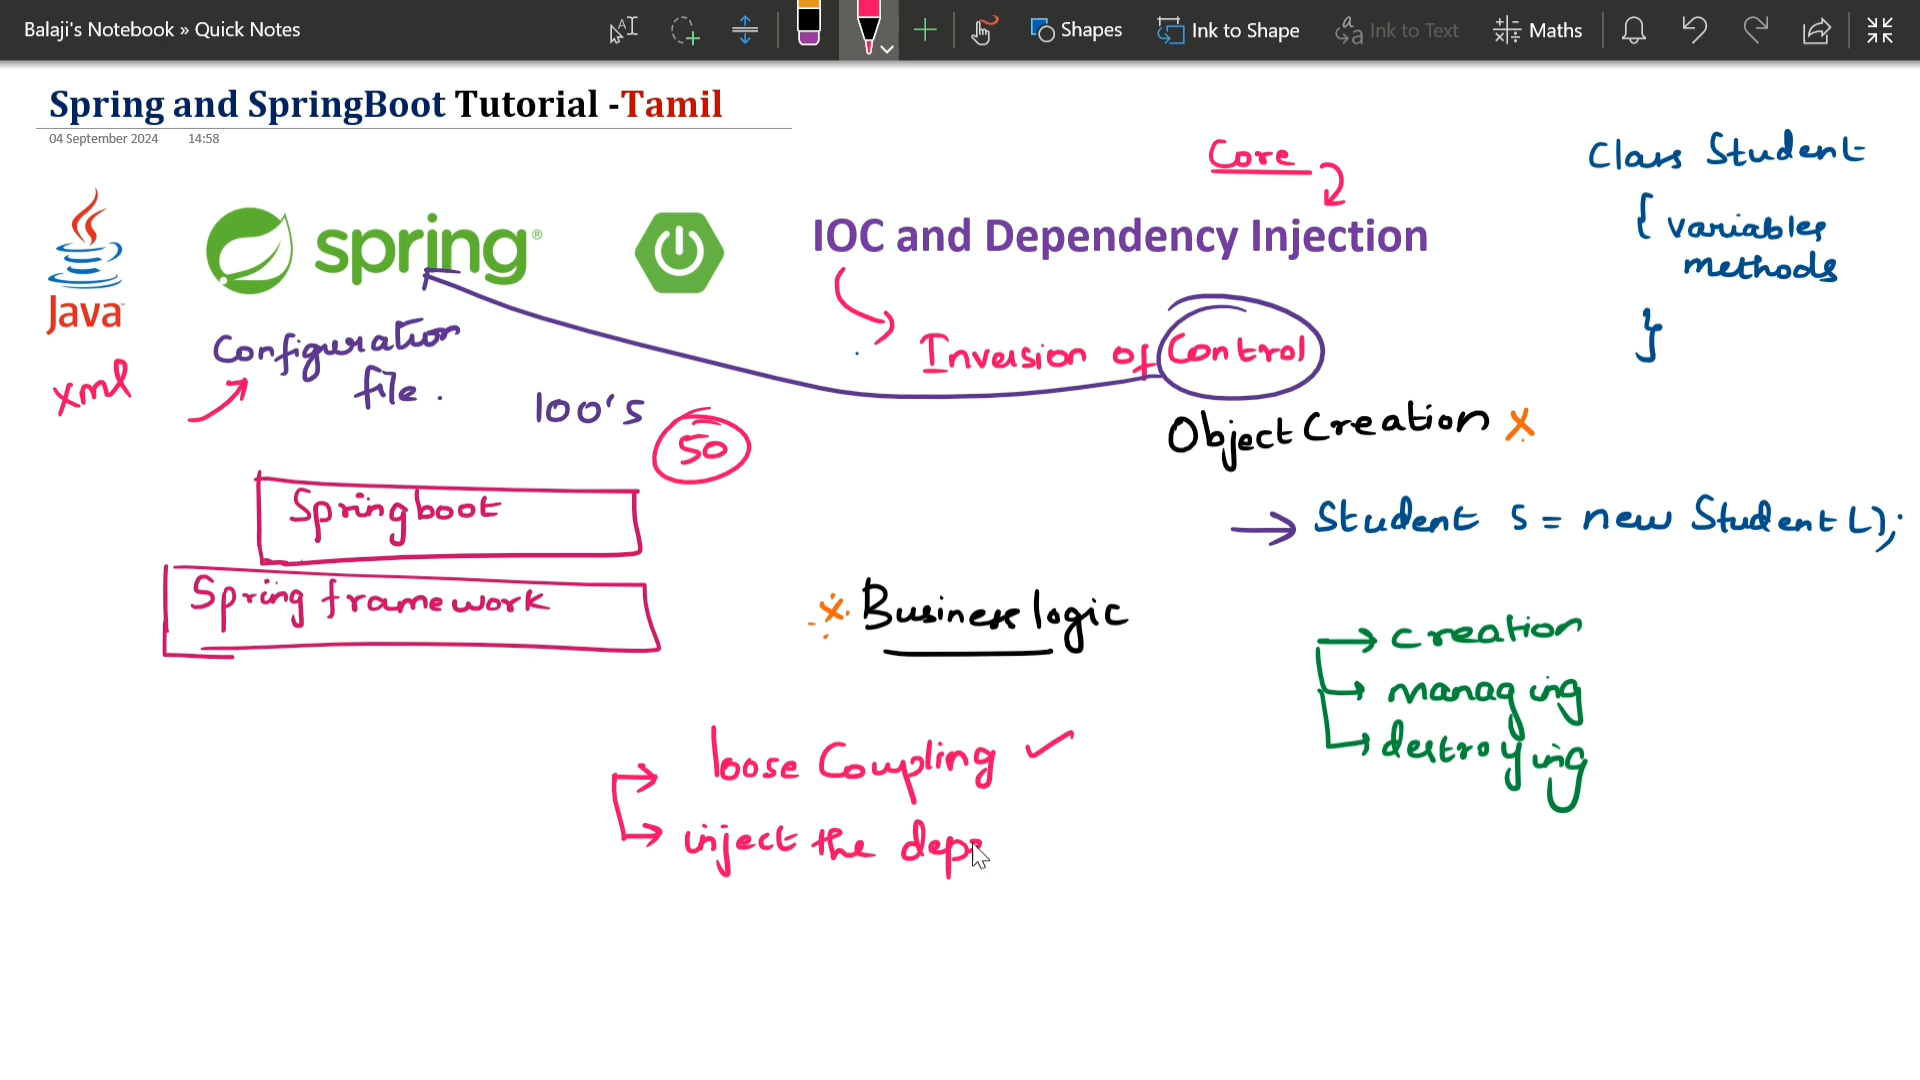 Balaji's Notebook » Quick Notes
Shapes
Ink to Shape
Ink to Text
Maths
Spring and SpringBoot Tutorial -Tamil
04 September 2024 14:58
Core
Class Student
{ variables
methods
}
Java
spring
IOC and Dependency Injection
Inversion of Control
Configuration
file.
xml
100's
50
Object Creation x
Springboot
Student s = new Student();
Spring framework
Business logic
creation
managing
destroying
loose Coupling
inject the dep